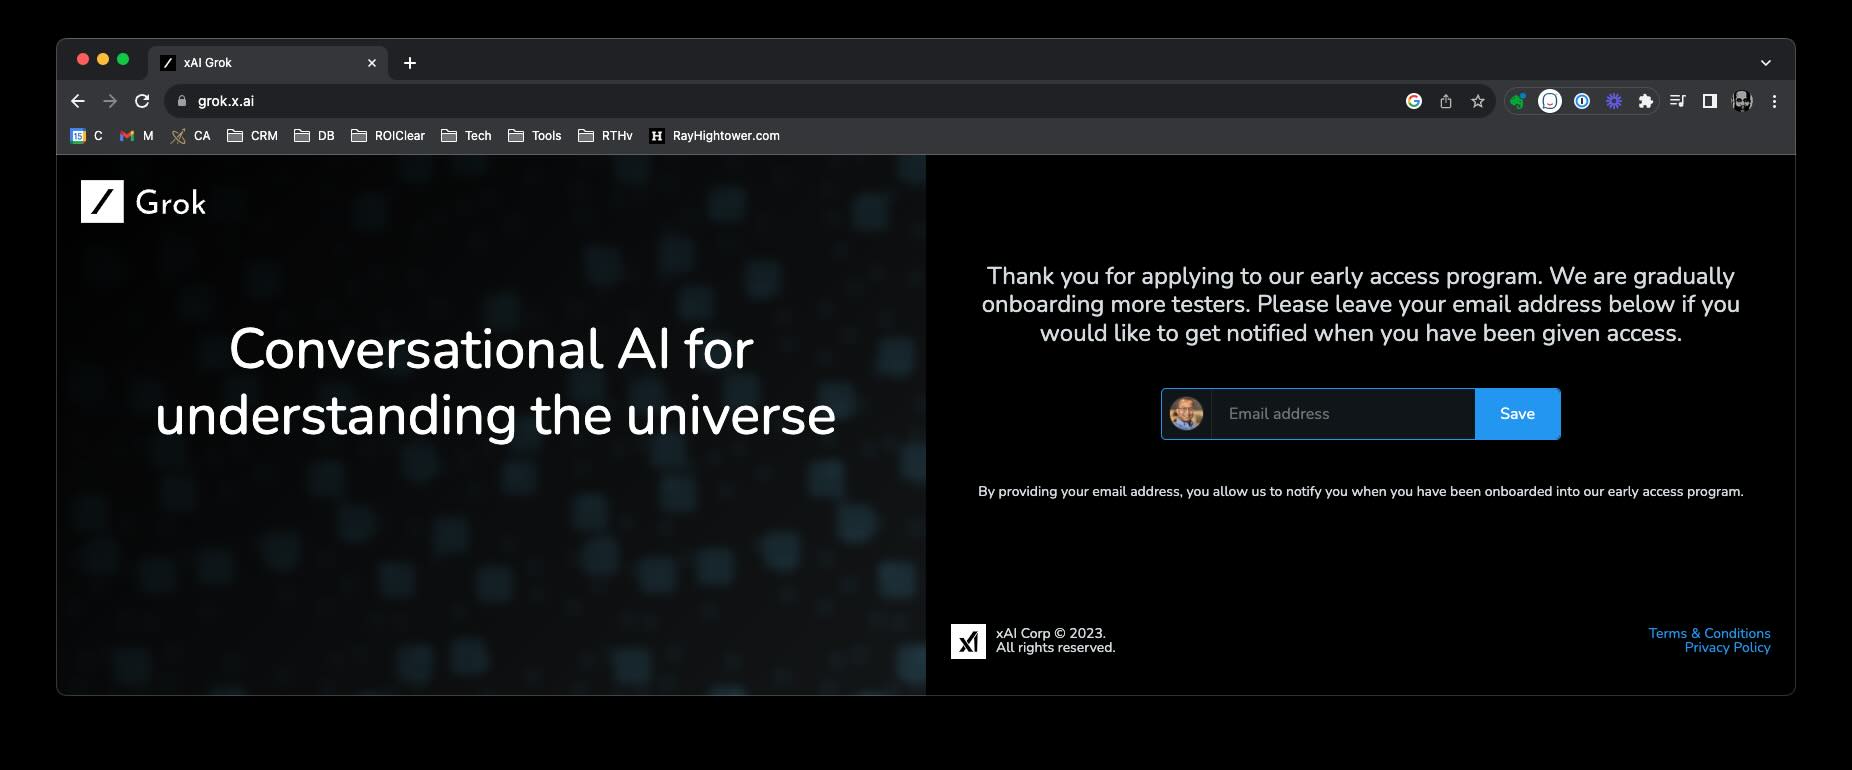 xAI Grok
grok.x.ai
15 C M CA CRM DB ROIClear Tech Tools RTHv H RayHightower.com
Grok
Conversational AI for
understanding the universe
Thank you for applying to our early access program. We are gradually
onboarding more testers. Please leave your email address below if you
would like to get notified when you have been given access.
Email address Save
By providing your email address, you allow us to notify you when you have been onboarded into our early access program.
xAI Corp © 2023.
All rights reserved.
Terms & Conditions
Privacy Policy